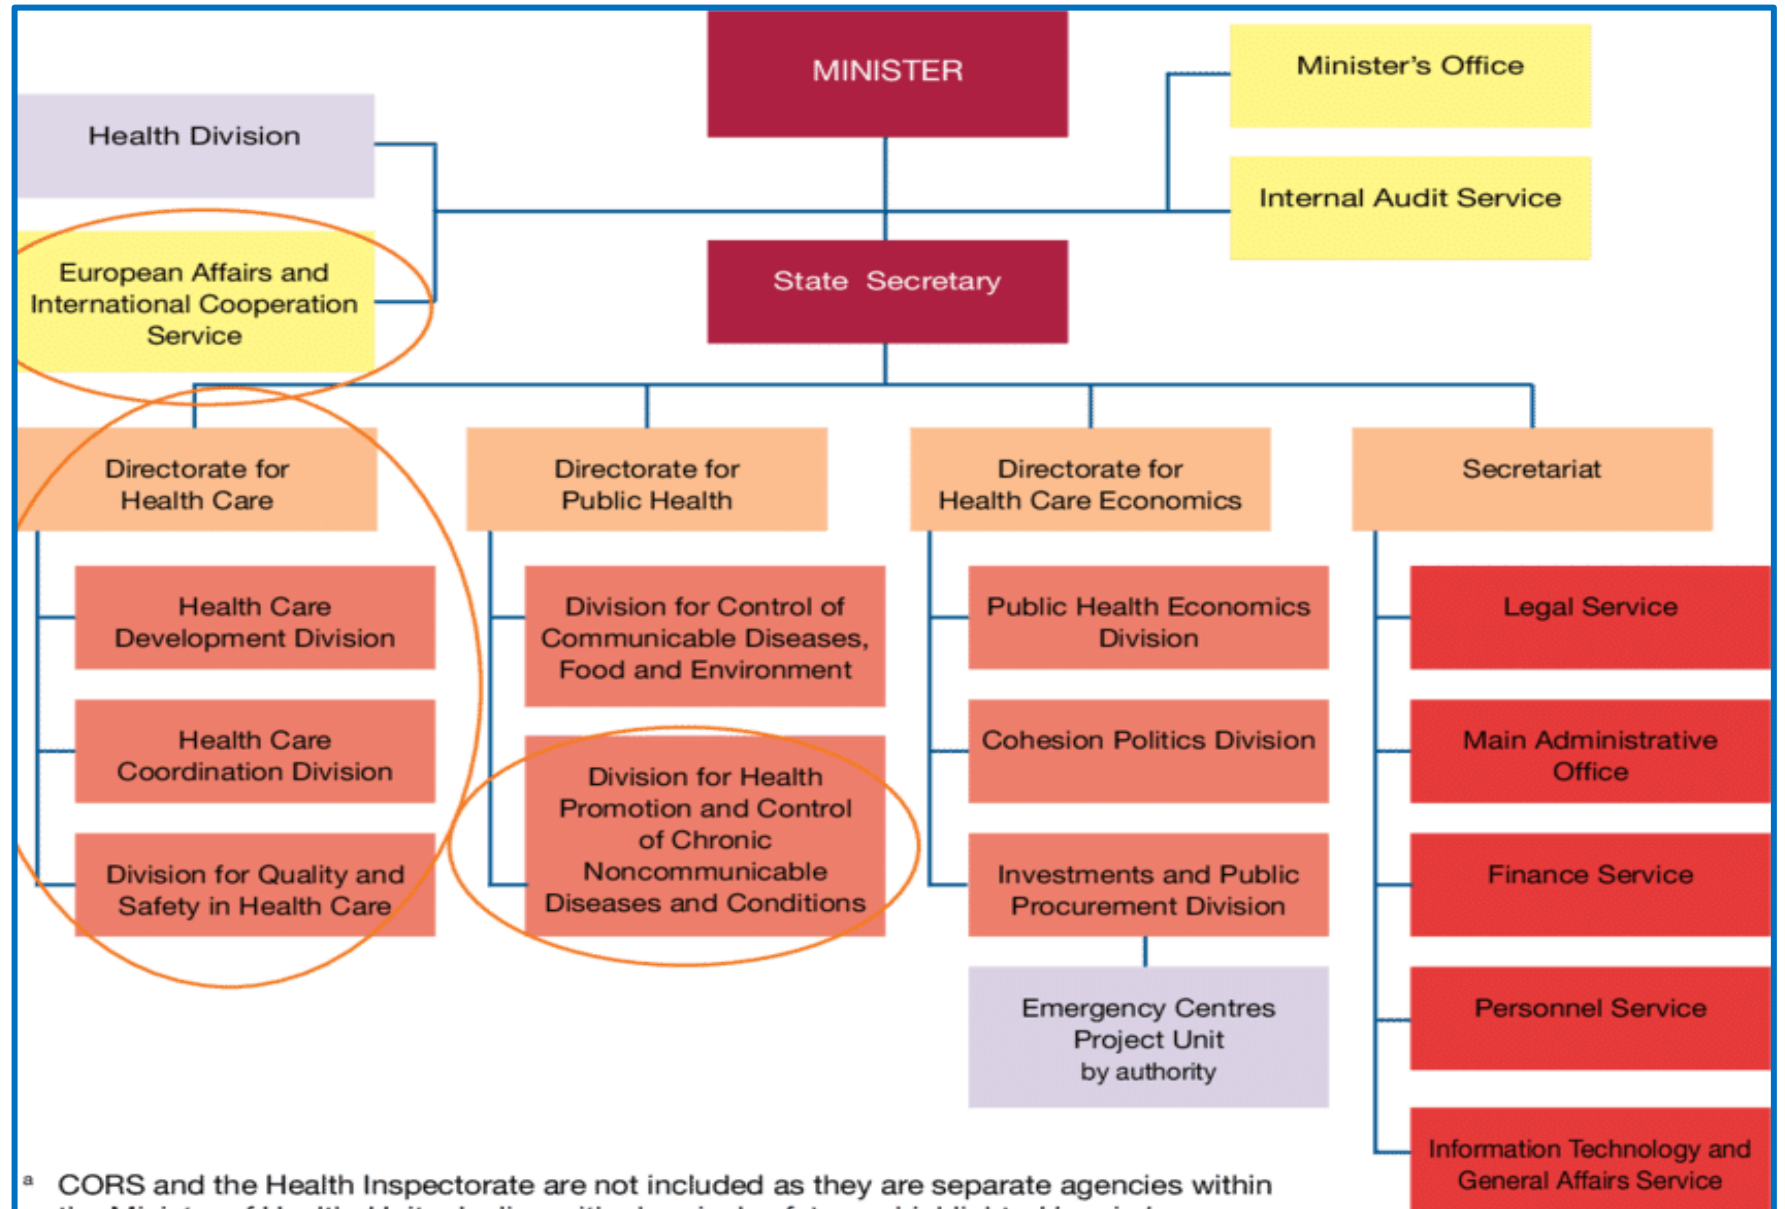 MINISTER
Minister's Office
Health Division
Internal Audit Service
European Affairs and
International Cooperation
Service
State Secretary
Directorate for
Health Care
Directorate for
Public Health
Directorate for
Health Care Economics
Secretariat
Health Care
Development Division
Health Care
Coordination Division
Division for Quality and
Safety in Health Care
Division for Control of
Communicable Diseases,
Food and Environment
Division for Health
Promotion and Control
of Chronic
Noncommunicable
Diseases and Conditions
Public Health Economics
Division
Cohesion Politics Division
Investments and Public
Procurement Division
Emergency Centres
Project Unit
by authority
Legal Service
Main Administrative
Office
Finance Service
Personnel Service
Information Technology and
General Affairs Service
a CORS and the Health Inspectorate are not included as they are separate agencies within